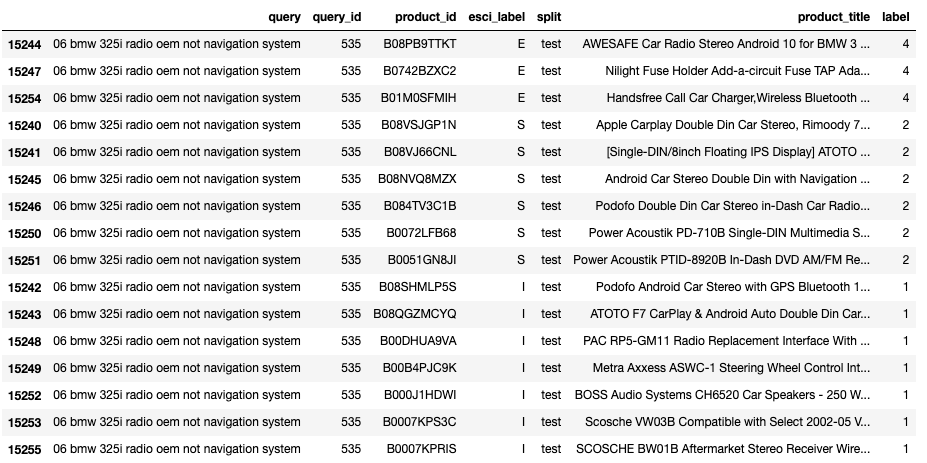 query query_id product_id esci_label split product_title label
15244 06 bmw 325i radio oem not navigation system 535 B08PB9TTKT E test AWESAFE Car Radio Stereo Android 10 for BMW 3 ... 4
15247 06 bmw 325i radio oem not navigation system 535 B0742BZXC2 E test Nilight Fuse Holder Add-a-circuit Fuse TAP Ada... 4
15254 06 bmw 325i radio oem not navigation system 535 B01M0SFMIH E test Handsfree Call Car Charger,Wireless Bluetooth ... 4
15240 06 bmw 325i radio oem not navigation system 535 B08VSJGP1N S test Apple Carplay Double Din Car Stereo, Rimoody 7... 2
15241 06 bmw 325i radio oem not navigation system 535 B08VJ66CNL S test [Single-DIN/8inch Floating IPS Display] ATOTO ... 2
15245 06 bmw 325i radio oem not navigation system 535 B08NVQ8MZX S test Android Car Stereo Double Din with Navigation ... 2
15246 06 bmw 325i radio oem not navigation system 535 B084TV3C1B S test Podofo Double Din Car Stereo in-Dash Car Radio... 2
15250 06 bmw 325i radio oem not navigation system 535 B0072LFB68 S test Power Acoustik PD-710B Single-DIN Multimedia S... 2
15251 06 bmw 325i radio oem not navigation system 535 B0051GN8JI S test Power Acoustik PTID-8920B In-Dash DVD AM/FM Re... 2
15242 06 bmw 325i radio oem not navigation system 535 B08SHMLP5S I test Podofo Android Car Stereo with GPS Bluetooth 1... 1
15243 06 bmw 325i radio oem not navigation system 535 B08QGZMCYQ I test ATOTO F7 CarPlay & Android Auto Double Din Car... 1
15248 06 bmw 325i radio oem not navigation system 535 B00DHUA9VA I test PAC RP5-GM11 Radio Replacement Interface With ... 1
15249 06 bmw 325i radio oem not navigation system 535 B00B4PJC9K I test Metra Axxess ASWC-1 Steering Wheel Control Int... 1
15252 06 bmw 325i radio oem not navigation system 535 B000J1HDWI I test BOSS Audio Systems CH6520 Car Speakers - 250 W... 1
15253 06 bmw 325i radio oem not navigation system 535 B0007KPS3C I test Scosche VW03B Compatible with Select 2002-05 V... 1
15255 06 bmw 325i radio oem not navigation system 535 B0007KPRIS I test SCOSCHE BW01B Aftermarket Stereo Receiver Wire... 1